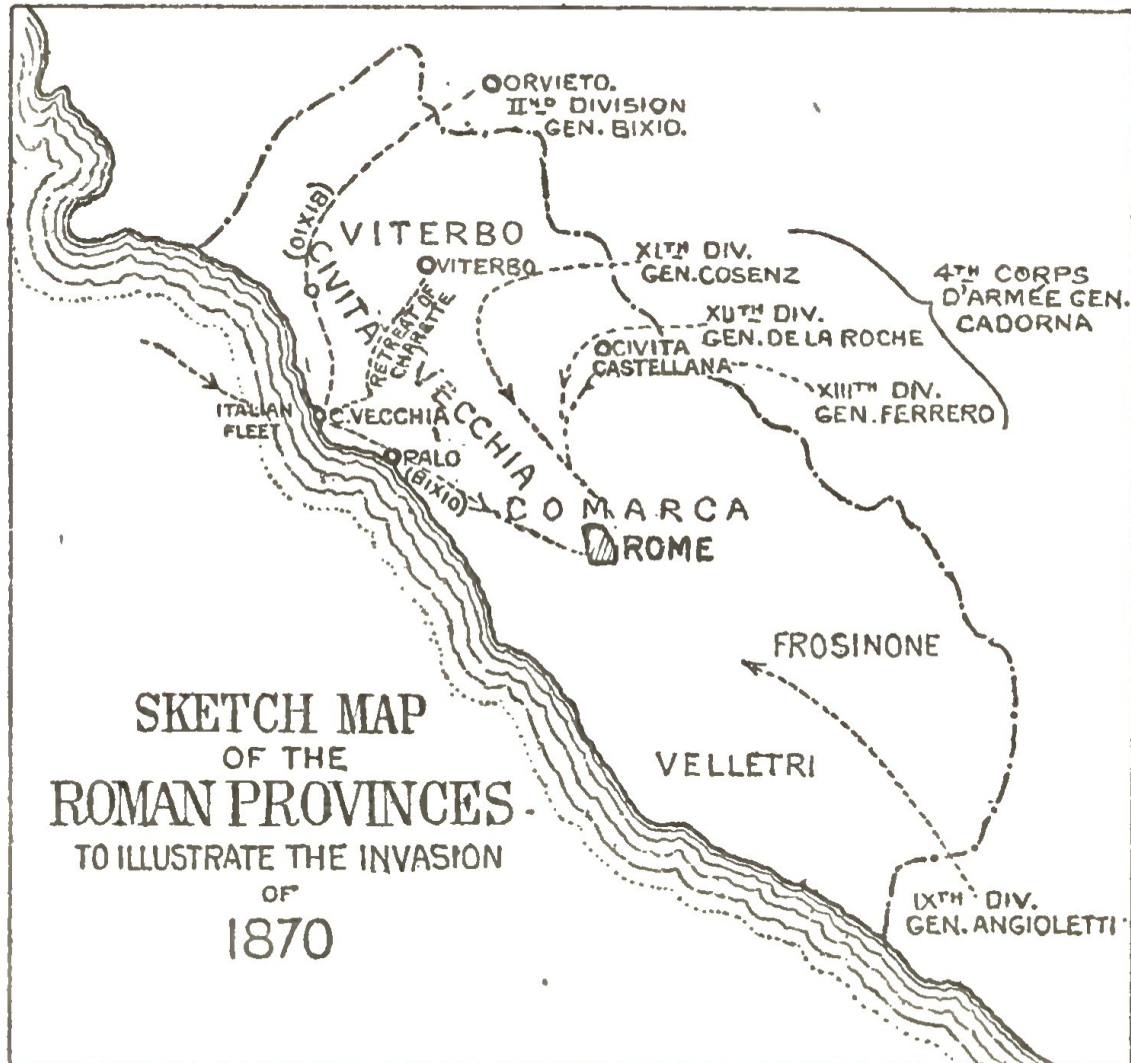 ORVIETO.
IIND DIVISION
GEN. BIXIO.
(BIXIO)
VITERBO
VITERBO
XITH DIV.
GEN. COSENZ
4TH CORPS
D'ARMÉE GEN.
CADORNA
CIVITA VECCHIA
RETREAT OF
CHARETTE
XIITH DIV.
GEN. DE LA ROCHE
CIVITA
CASTELLANA
XIIITH DIV.
GEN. FERRERO
ITALIAN
FLEET
C. VECCHIA
PALO
(BIXIO)
COMARCA
ROME
FROSINONE
VELLETRI
SKETCH MAP
OF THE
ROMAN PROVINCES
TO ILLUSTRATE THE INVASION
OF
1870
IXTH DIV.
GEN. ANGIOLETTI